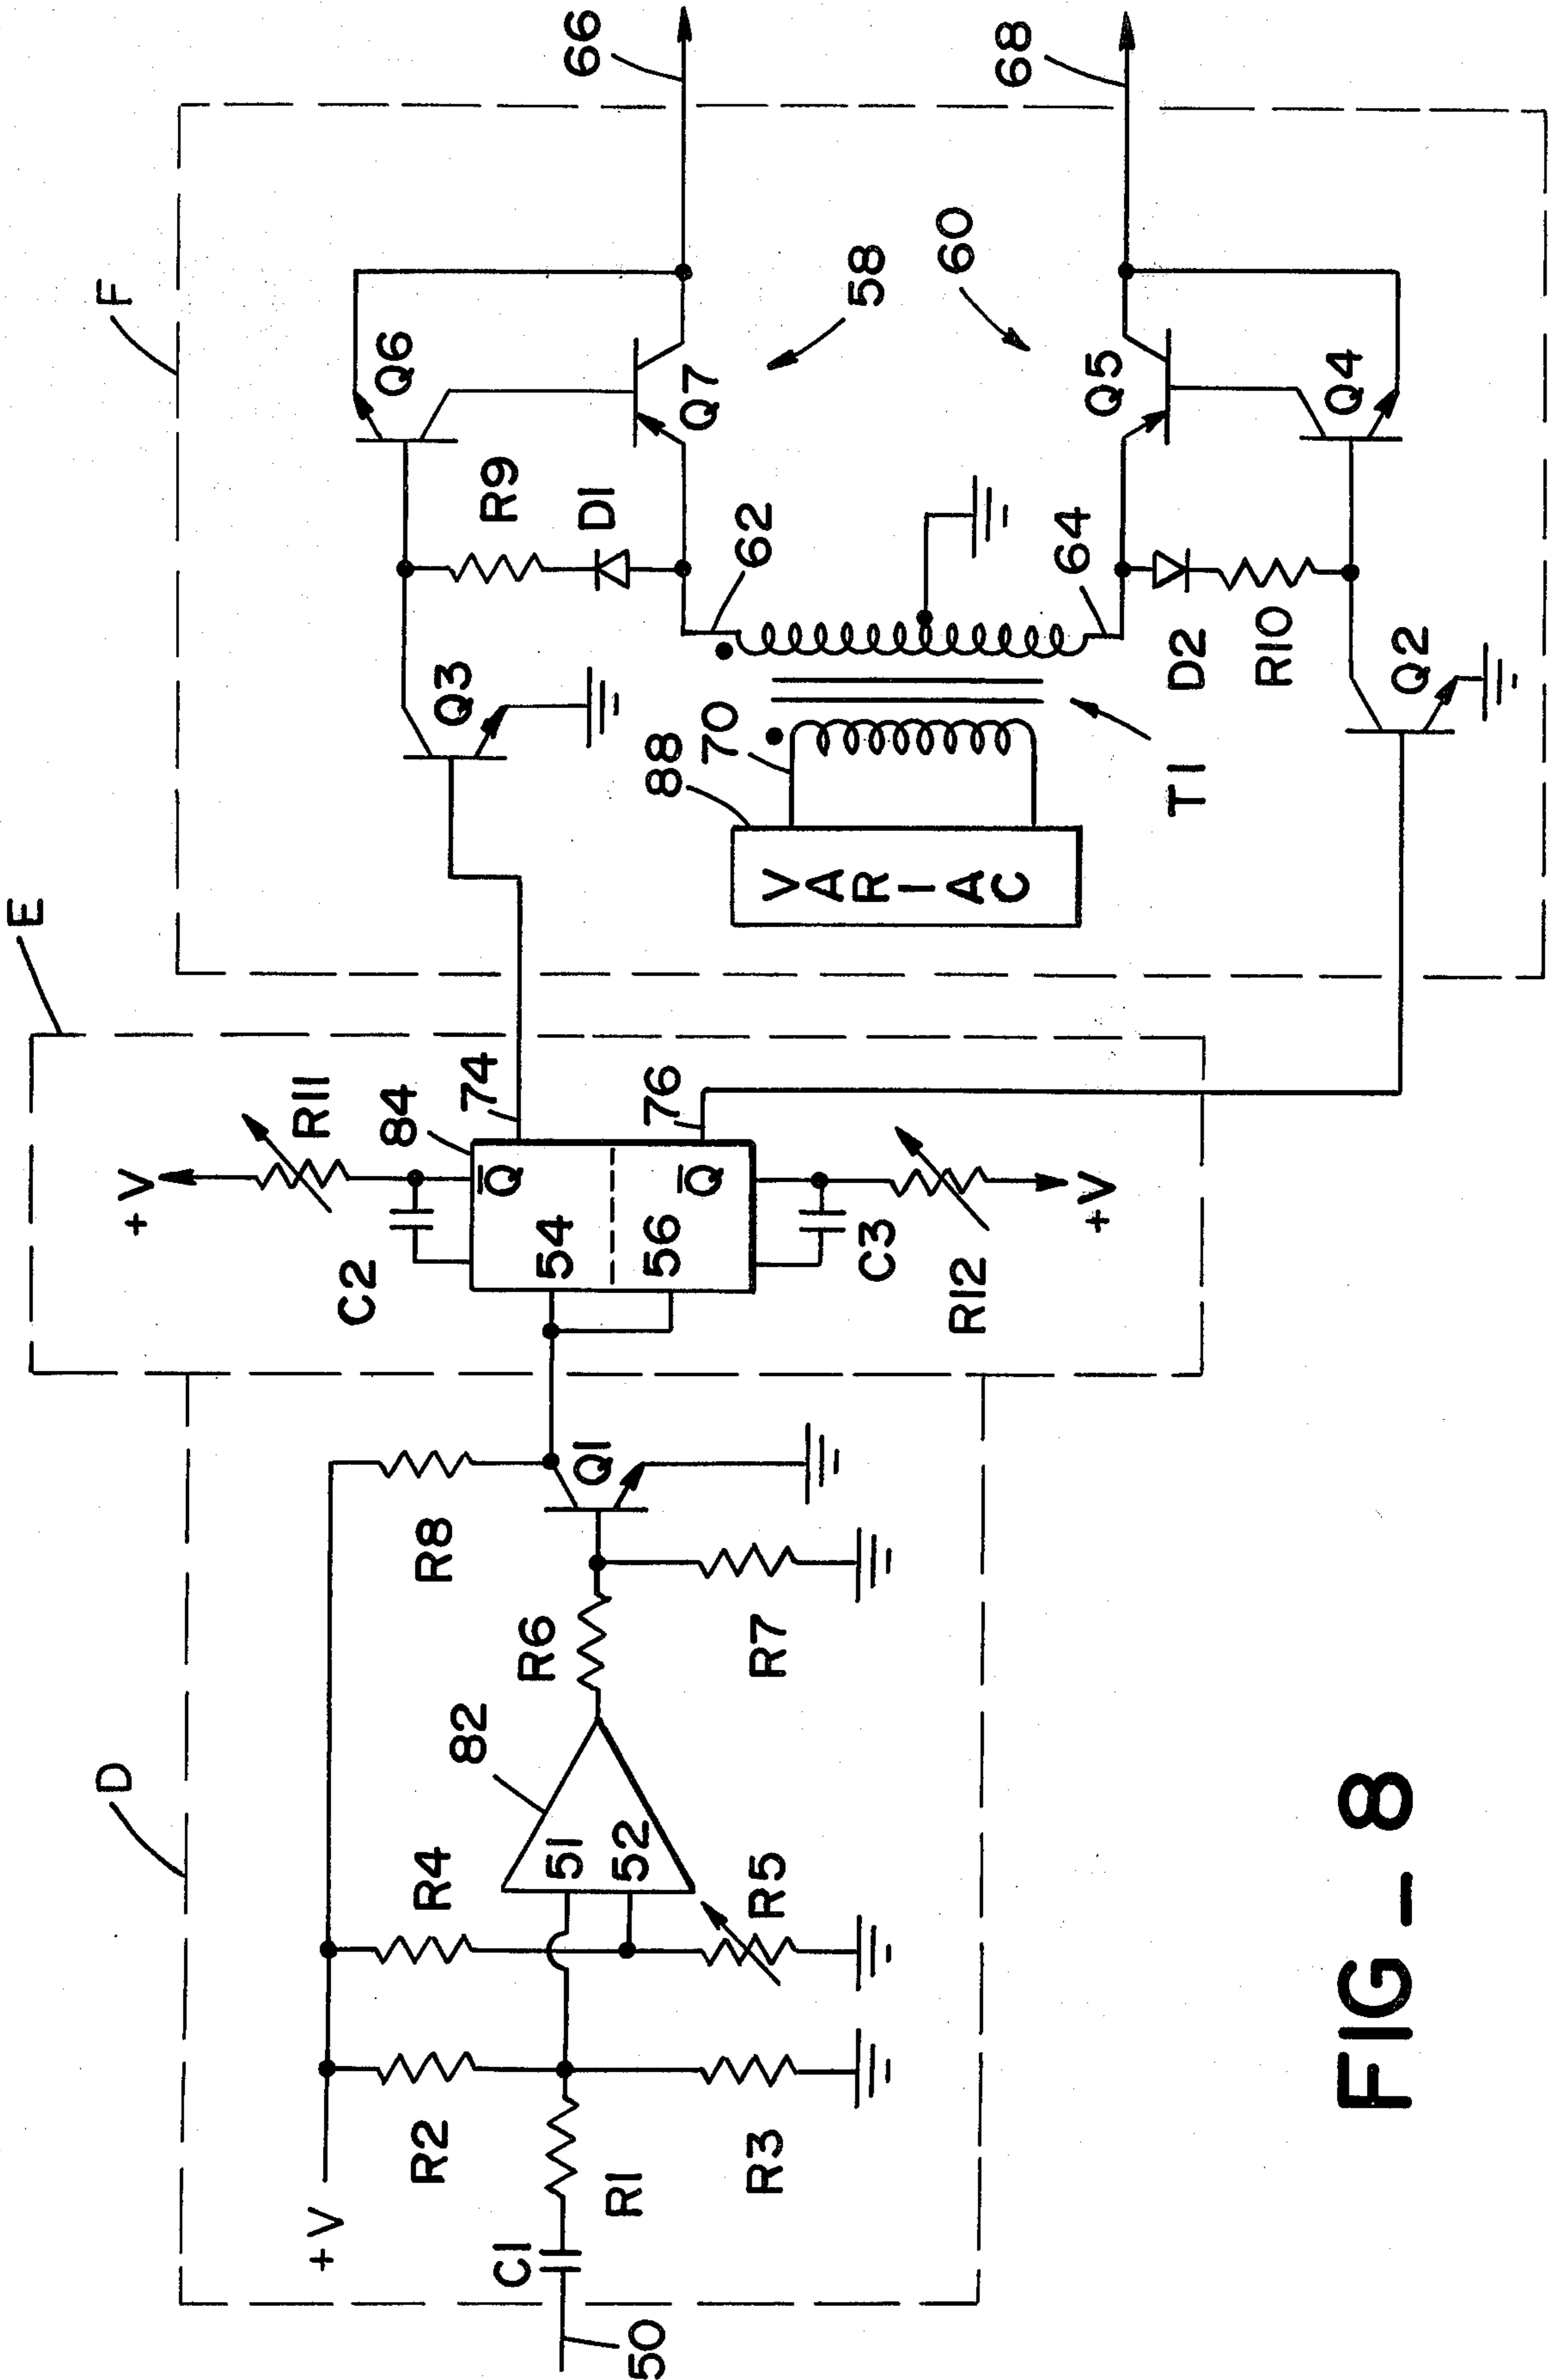 F
66
68
E
Q6
58
60
Q7
Q5
Q4
R9
D1
62
64
Q3
D2
R10
Q2
88
70
T1
VARIAC
+V
R11
84
74
76
Q̅
Q̅
54
56
C2
C3
R12
+V
D
R8
Q1
R6
R7
82
51
52
R4
R5
+V
R2
R1
R3
C1
50
FIG-8